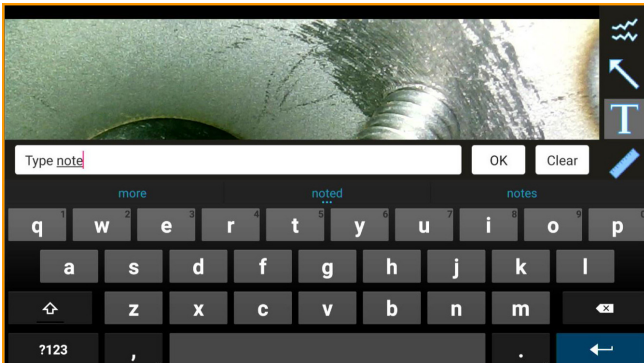 T
Type note
OK
Clear
more
noted
notes
q 1 w 2 e 3 r 4 t 5 y 6 u 7 i 8 o 9 p 0
a s d f g h j k l
z x c v b n m
?123 , .